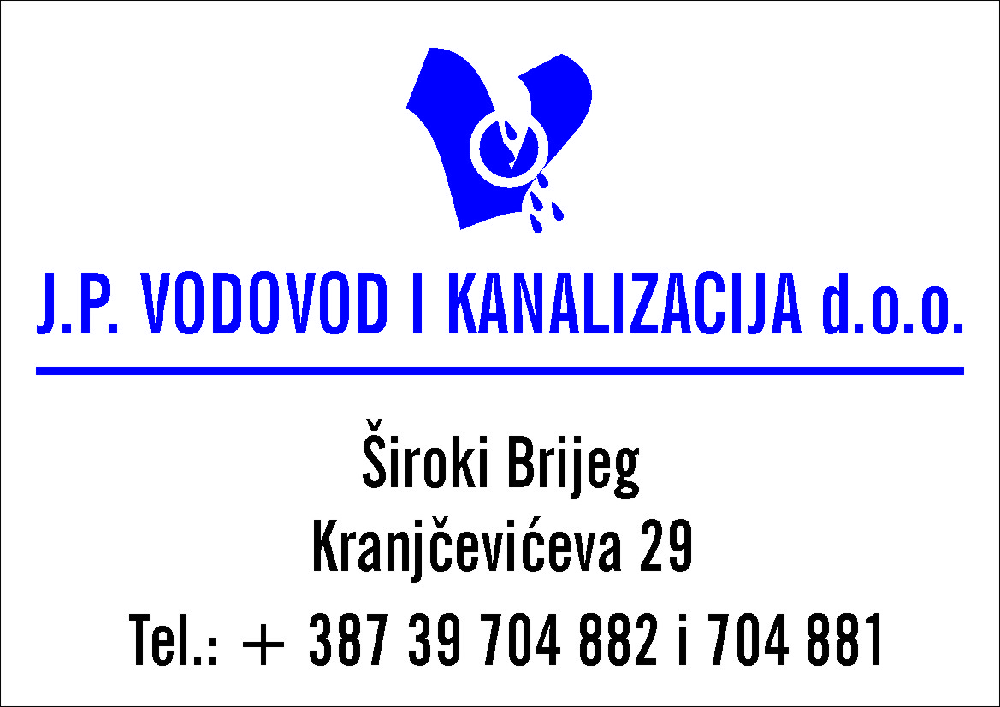 J.P. VODOVOD I KANALIZACIJA d.o.o.
Široki Brijeg
Kranjčevićeva 29
Tel.: + 387 39 704 882 i 704 881